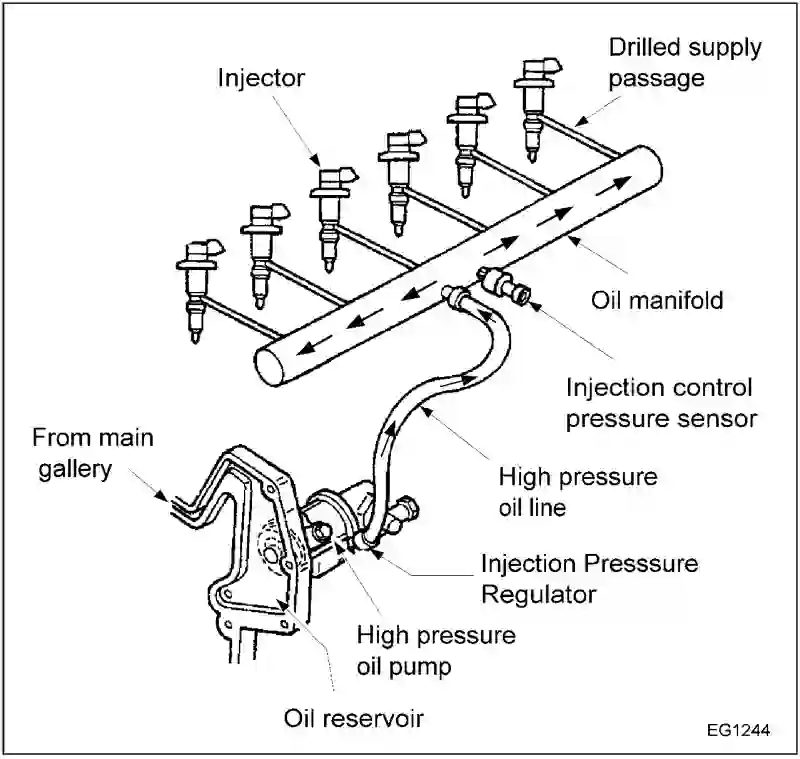 Drilled supply
passage
Injector
Oil manifold
Injection control
pressure sensor
From main
gallery
High pressure
oil line
Injection Presssure
Regulator
High pressure
oil pump
Oil reservoir
EG1244